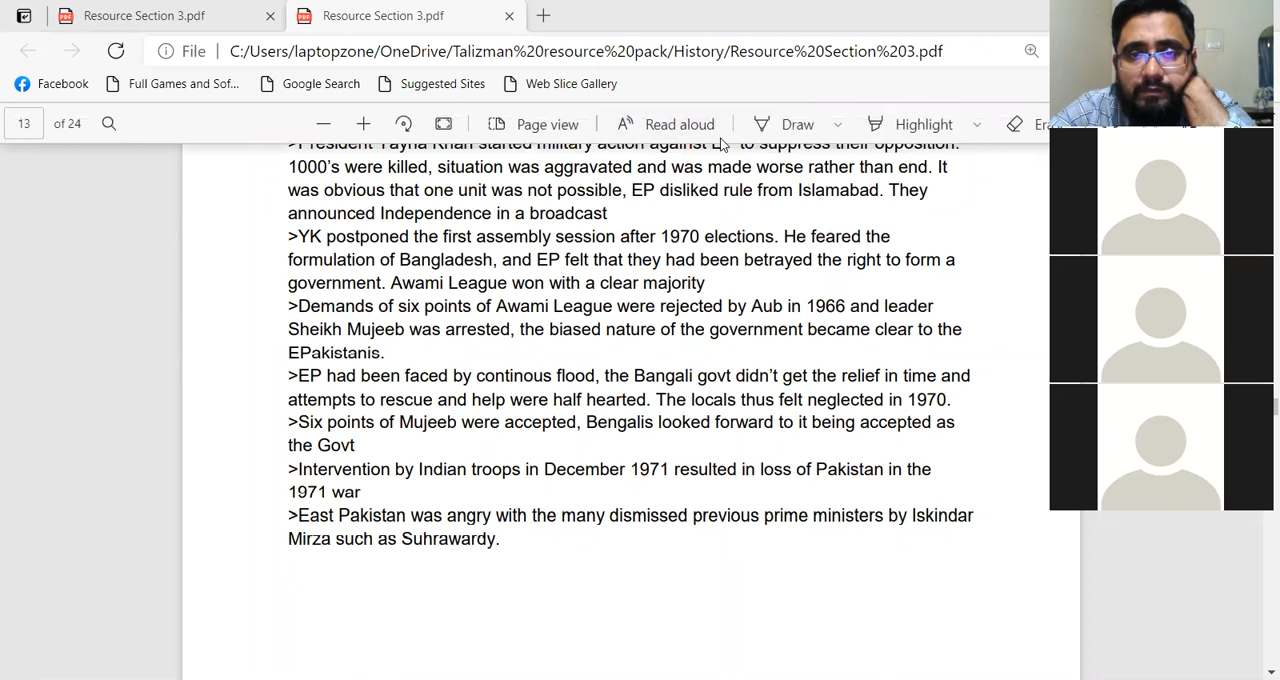 Resource Section 3.pdf
Resource Section 3.pdf
File
C:/Users/laptopzone/OneDrive/Talizman%20resource%20pack/History/Resource%20Section%203.pdf
Facebook
Full Games and Sof...
Google Search
Suggested Sites
Web Slice Gallery
13 of 24
Page view
Read aloud
Draw
Highlight
>President Yahya Khan started military action against to suppress their opposition.
1000's were killed, situation was aggravated and was made worse rather than end. It
was obvious that one unit was not possible, EP disliked rule from Islamabad. They
announced Independence in a broadcast
>YK postponed the first assembly session after 1970 elections. He feared the
formulation of Bangladesh, and EP felt that they had been betrayed the right to form a
government. Awami League won with a clear majority
>Demands of six points of Awami League were rejected by Aub in 1966 and leader
Sheikh Mujeeb was arrested, the biased nature of the government became clear to the
EPakistanis.
>EP had been faced by continous flood, the Bangali govt didn't get the relief in time and
attempts to rescue and help were half hearted. The locals thus felt neglected in 1970.
>Six points of Mujeeb were accepted, Bengalis looked forward to it being accepted as
the Govt
>Intervention by Indian troops in December 1971 resulted in loss of Pakistan in the
1971 war
>East Pakistan was angry with the many dismissed previous prime ministers by Iskindar
Mirza such as Suhrawardy.